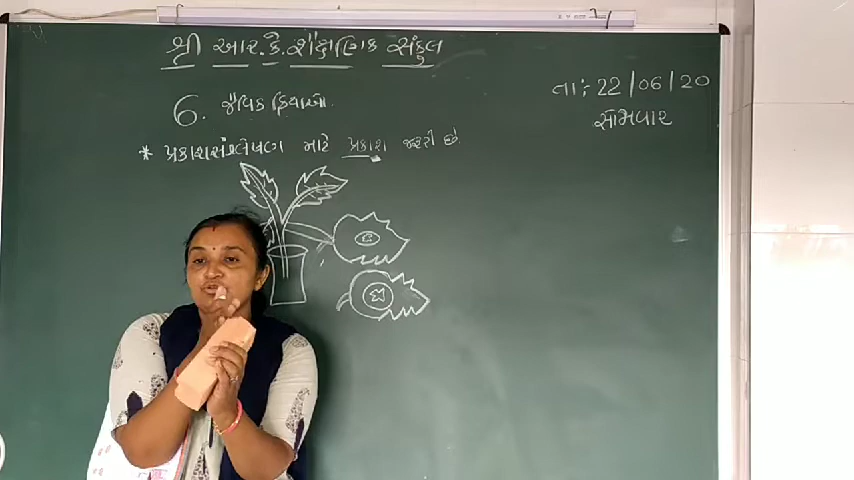 શ્રી આર.કે.શૈક્ષણિક સંકુલ
તા: 22/06/20
સોમવાર
6. જૈવિક ક્રિયાઓ
* પ્રકાશસંશ્લેષણ માટે પ્રકાશ જરૂરી છે.